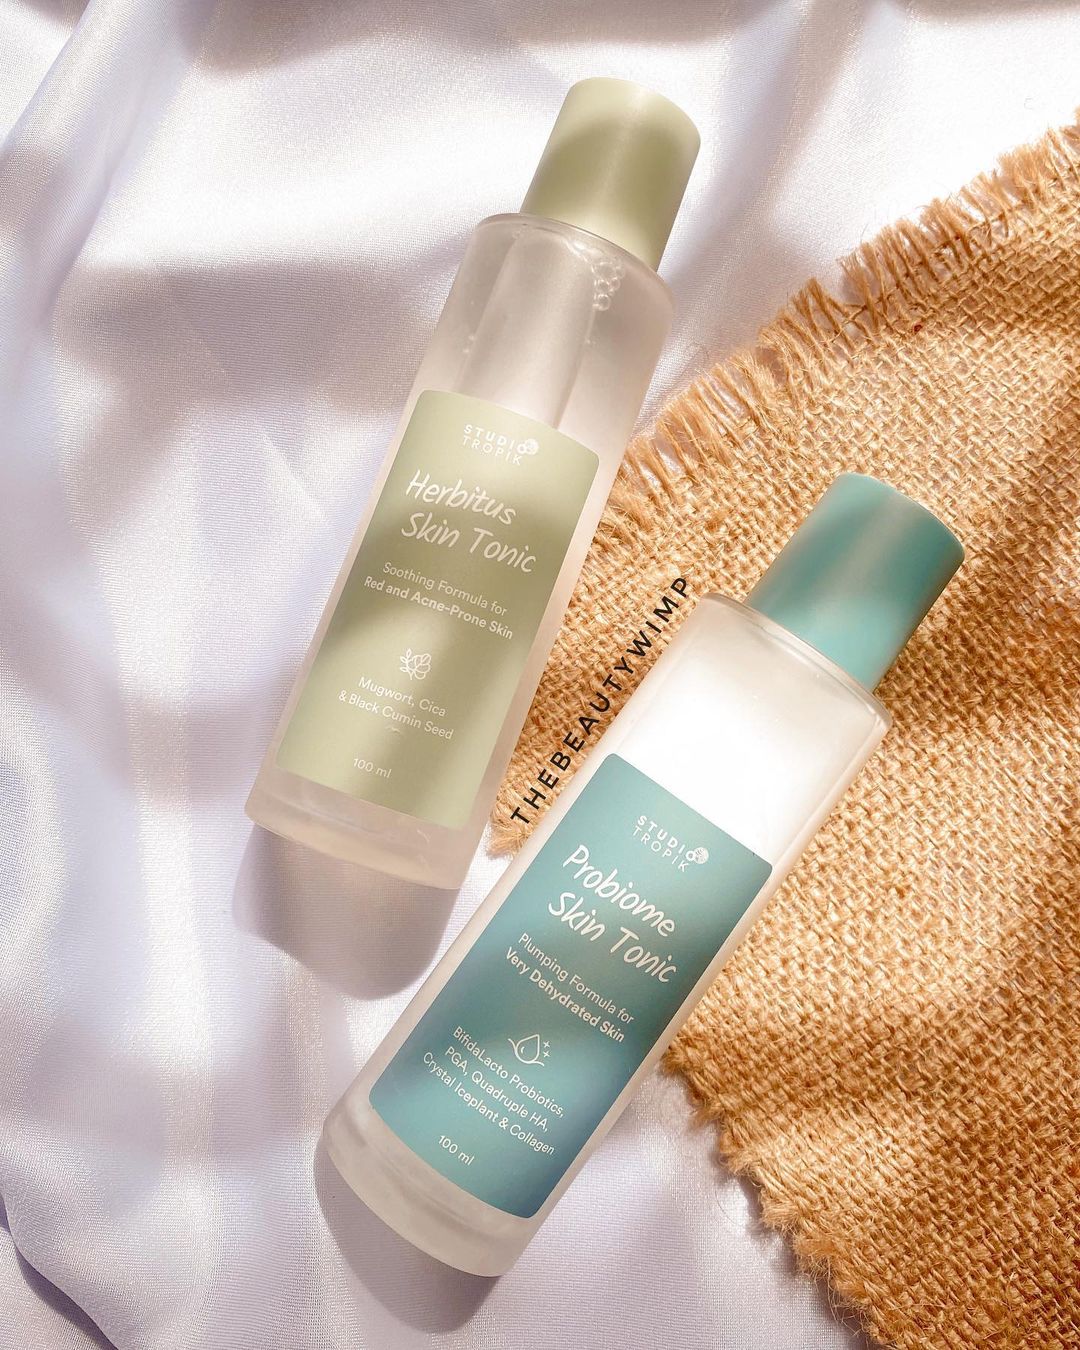 STUDIO
TROPIK
Herbitus
Skin Tonic
Soothing Formula for
Red and Acne-Prone Skin
Mugwort, Cica
& Black Cumin Seed
100 ml
THEBEAUTYWIMP
STUDIO
TROPIK
Probiome
Skin Tonic
Plumping Formula for
Very Dehydrated Skin
BifidaLacto Probiotics,
PGA, Quadruple HA,
Crystal Iceplant & Collagen
100 ml